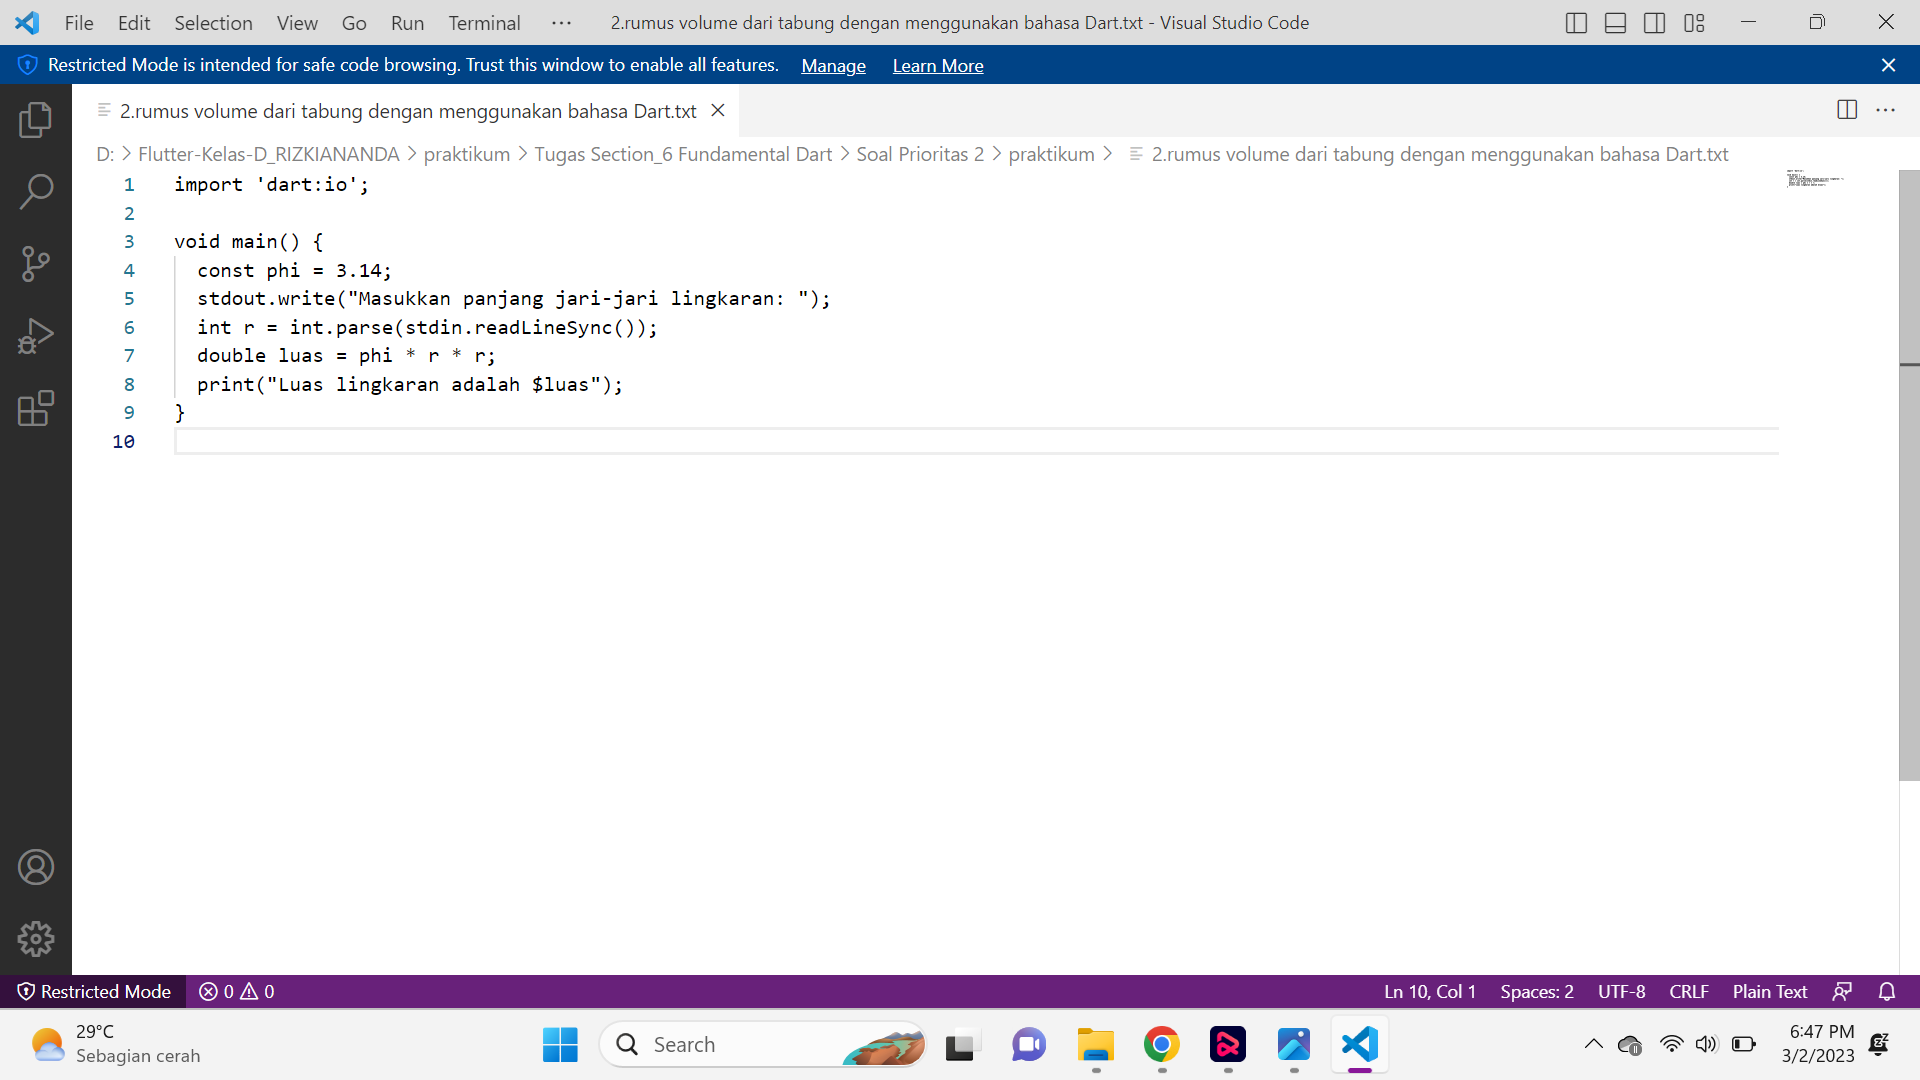 File Edit Selection View Go Run Terminal ··· 2.rumus volume dari tabung dengan menggunakan bahasa Dart.txt - Visual Studio Code
Restricted Mode is intended for safe code browsing. Trust this window to enable all features. Manage Learn More
2.rumus volume dari tabung dengan menggunakan bahasa Dart.txt
D: > Flutter-Kelas-D_RIZKIANANDA > praktikum > Tugas Section_6 Fundamental Dart > Soal Prioritas 2 > praktikum > 2.rumus volume dari tabung dengan menggunakan bahasa Dart.txt
1 import 'dart:io';
2
3 void main() {
4 const phi = 3.14;
5 stdout.write("Masukkan panjang jari-jari lingkaran: ");
6 int r = int.parse(stdin.readLineSync());
7 double luas = phi * r * r;
8 print("Luas lingkaran adalah $luas");
9 }
10
Restricted Mode 0 0 Ln 10, Col 1 Spaces: 2 UTF-8 CRLF Plain Text
29°C
Sebagian cerah
Search
6:47 PM
3/2/2023